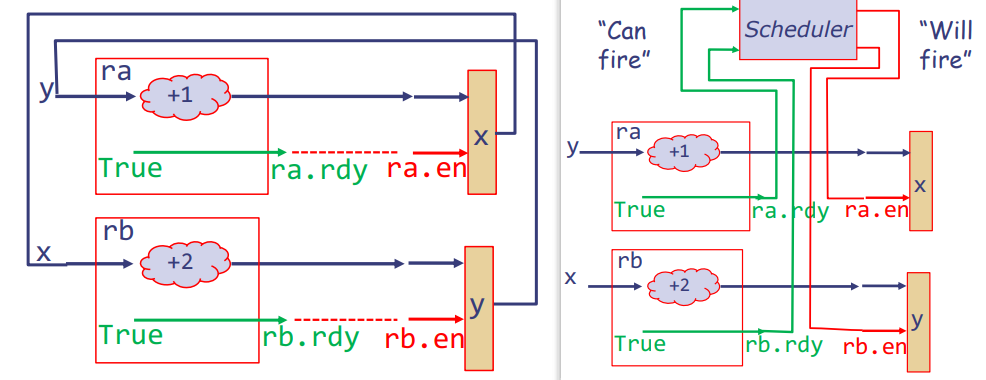 ra
y
+1
x
True
ra.rdy
ra.en
rb
x
+2
y
True
rb.rdy
rb.en
“Can
fire”
Scheduler
“Will
fire”
ra
y
+1
x
True
ra.rdy
ra.en
rb
x
+2
y
True
rb.rdy
rb.en